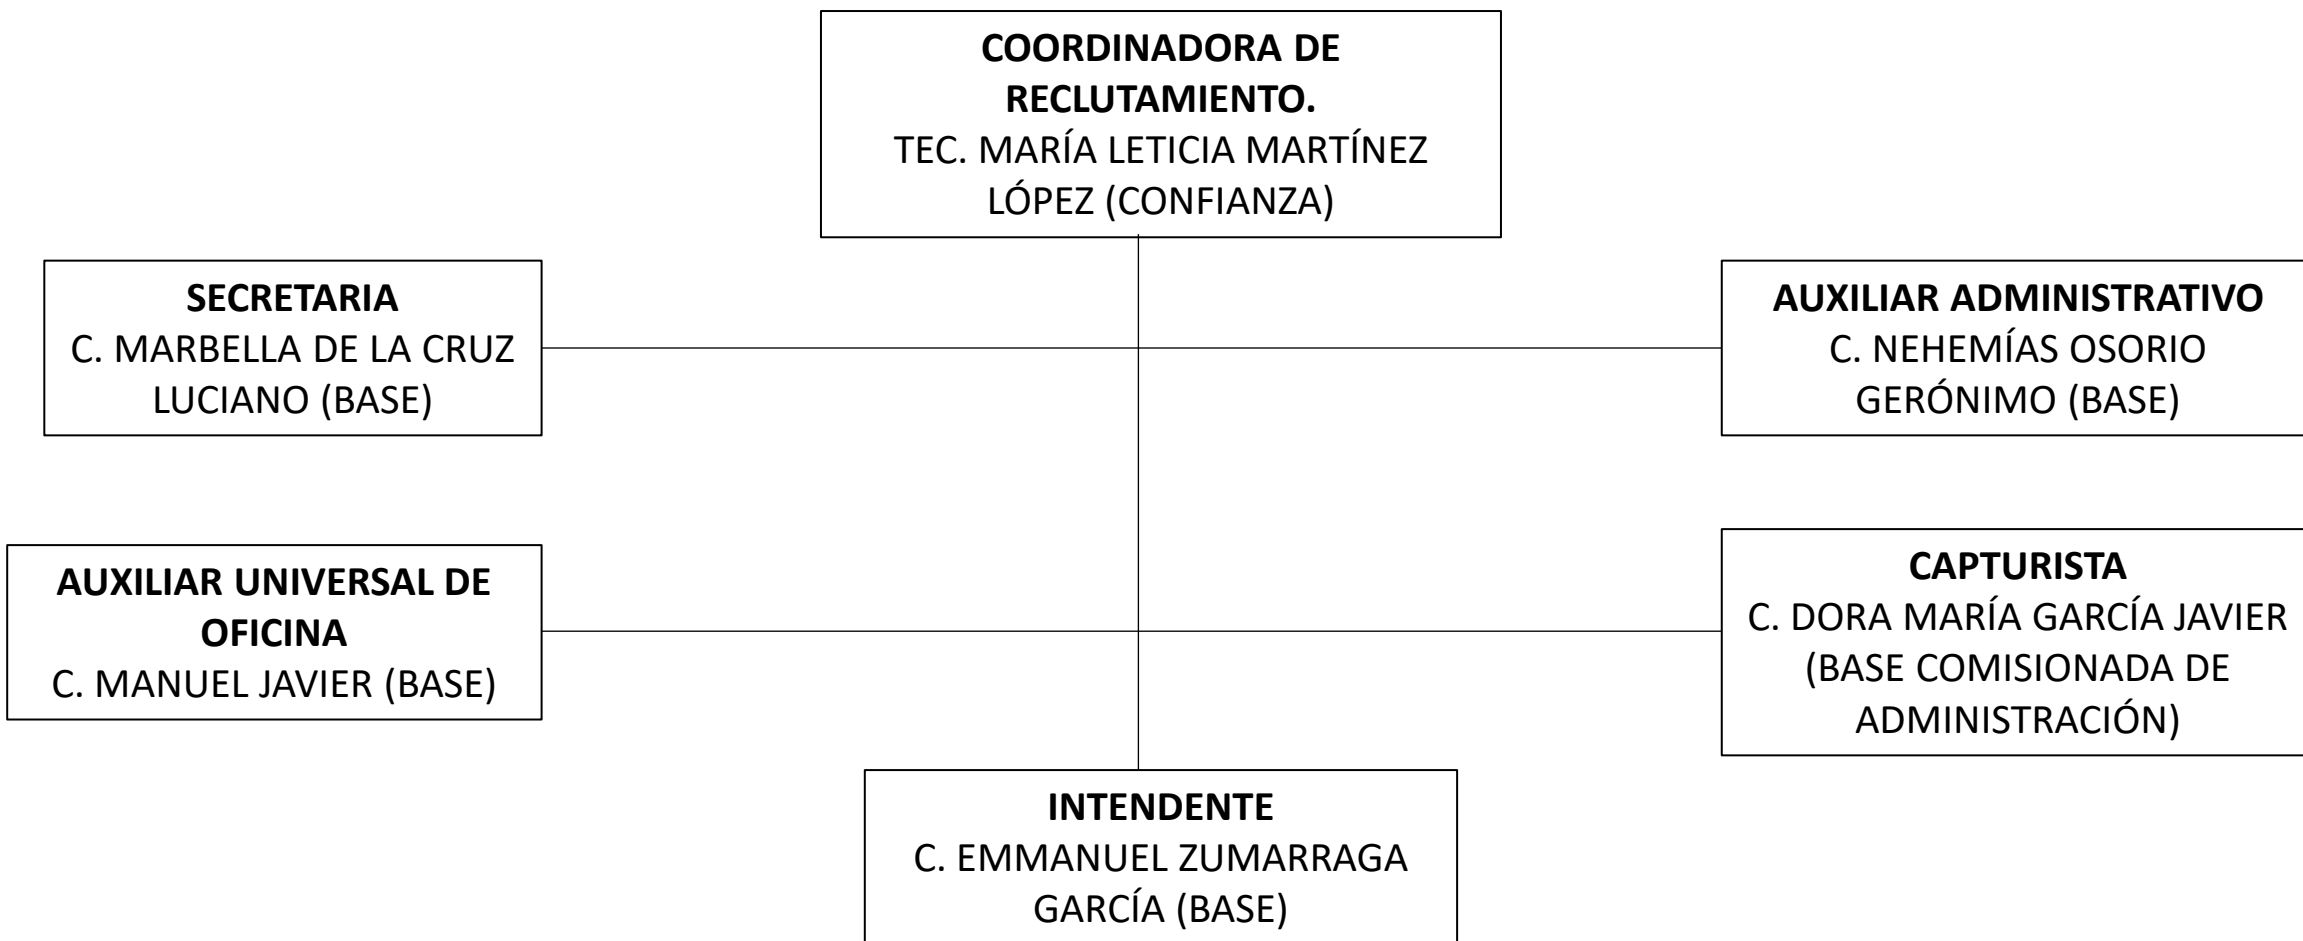 COORDINADORA DE
RECLUTAMIENTO.
TEC. MARÍA LETICIA MARTÍNEZ
LÓPEZ (CONFIANZA)
SECRETARIA
C. MARBELLA DE LA CRUZ
LUCIANO (BASE)
AUXILIAR ADMINISTRATIVO
C. NEHEMÍAS OSORIO
GERÓNIMO (BASE)
AUXILIAR UNIVERSAL DE
OFICINA
C. MANUEL JAVIER (BASE)
CAPTURISTA
C. DORA MARÍA GARCÍA JAVIER
(BASE COMISIONADA DE
ADMINISTRACIÓN)
INTENDENTE
C. EMMANUEL ZUMARRAGA
GARCÍA (BASE)